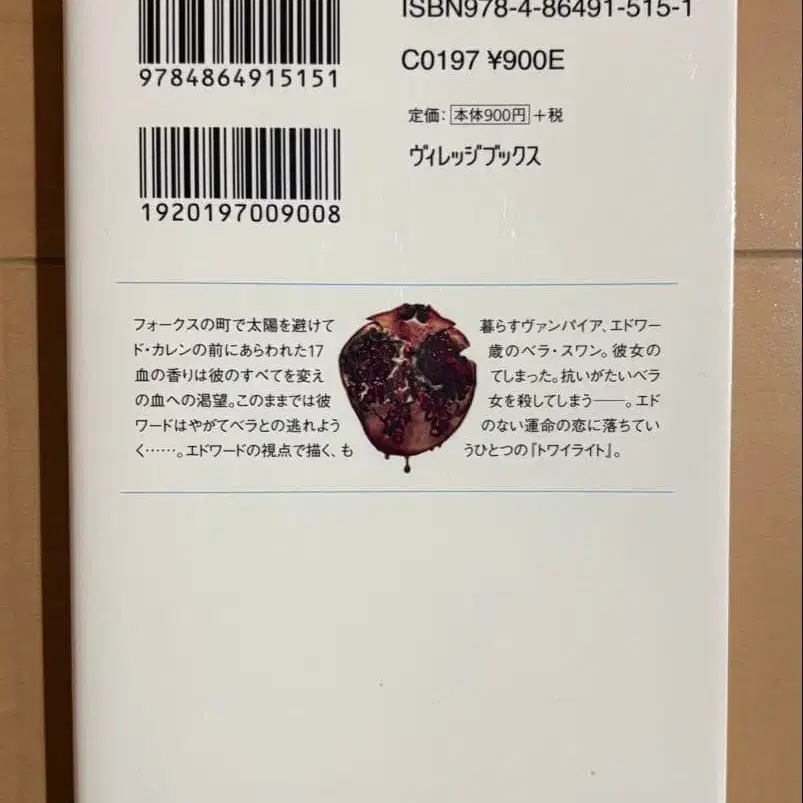 ISBN978-4-86491-515-1
9784864915151
C0197 ¥900E
定価: 本体900円+税
ヴィレッジブックス
1920197009008
フォークスの町で太陽を避けて暮らすヴァンパイア、エドワー
ド・カレンの前にあらわれた17歳のベラ・スワン。彼女の
血の香りは彼のすべてを変えてしまった。抗いがたいベラ
の血への渇望。このままでは彼女を殺してしまう――。エド
ワードはやがてベラとの逃れようのない運命の恋に落ちてい
く……。エドワードの視点で描く、もうひとつの『トワイライト』。